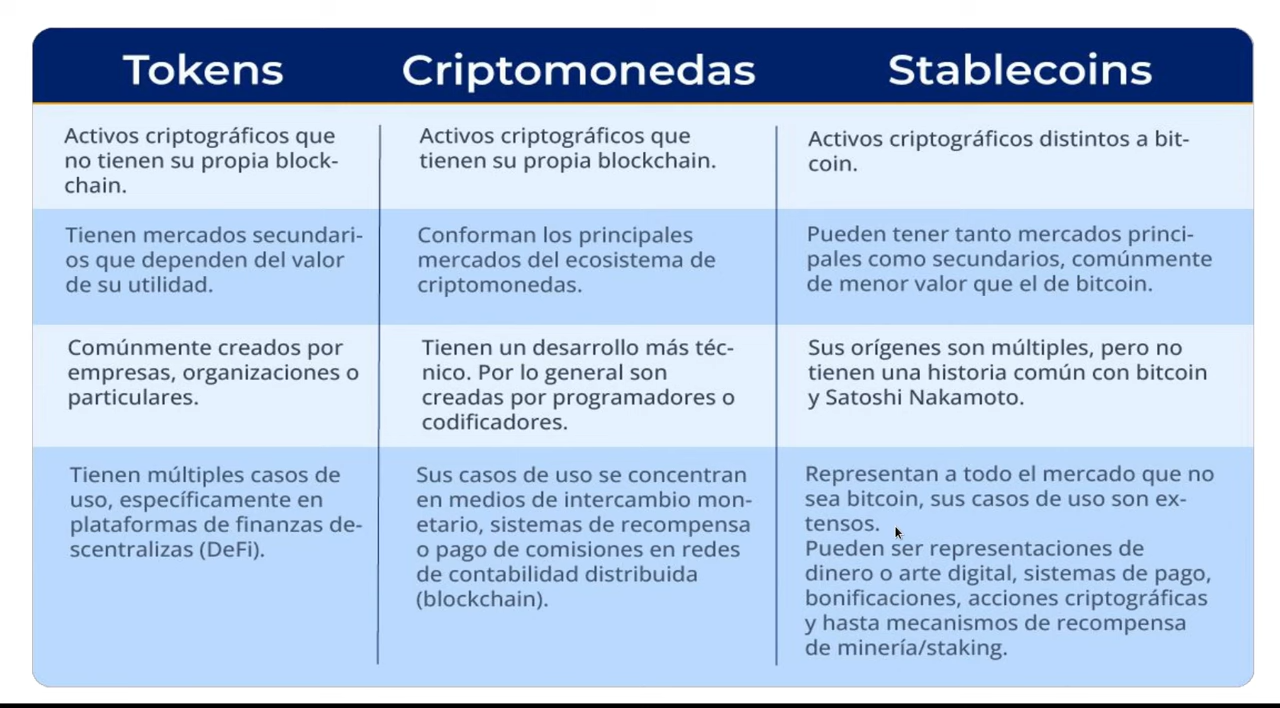 Tokens
Criptomonedas
Stablecoins
Activos criptográficos que
no tienen su propia block-
chain.
Activos criptográficos que
tienen su propia blockchain.
Activos criptográficos distintos a bit-
coin.
Tienen mercados secundari-
os que dependen del valor
de su utilidad.
Conforman los principales
mercados del ecosistema de
criptomonedas.
Pueden tener tanto mercados princi-
pales como secundarios, comúnmente
de menor valor que el de bitcoin.
Comúnmente creados por
empresas, organizaciones o
particulares.
Tienen un desarrollo más téc-
nico. Por lo general son
creadas por programadores o
codificadores.
Sus orígenes son múltiples, pero no
tienen una historia común con bitcoin
y Satoshi Nakamoto.
Tienen múltiples casos de
uso, específicamente en
plataformas de finanzas de-
scentralizas (DeFi).
Sus casos de uso se concentran
en medios de intercambio mon-
etario, sistemas de recompensa
o pago de comisiones en redes
de contabilidad distribuida
(blockchain).
Representan a todo el mercado que no
sea bitcoin, sus casos de uso son ex-
tensos.
Pueden ser representaciones de
dinero o arte digital, sistemas de pago,
bonificaciones, acciones criptográficas
y hasta mecanismos de recompensa
de minería/staking.